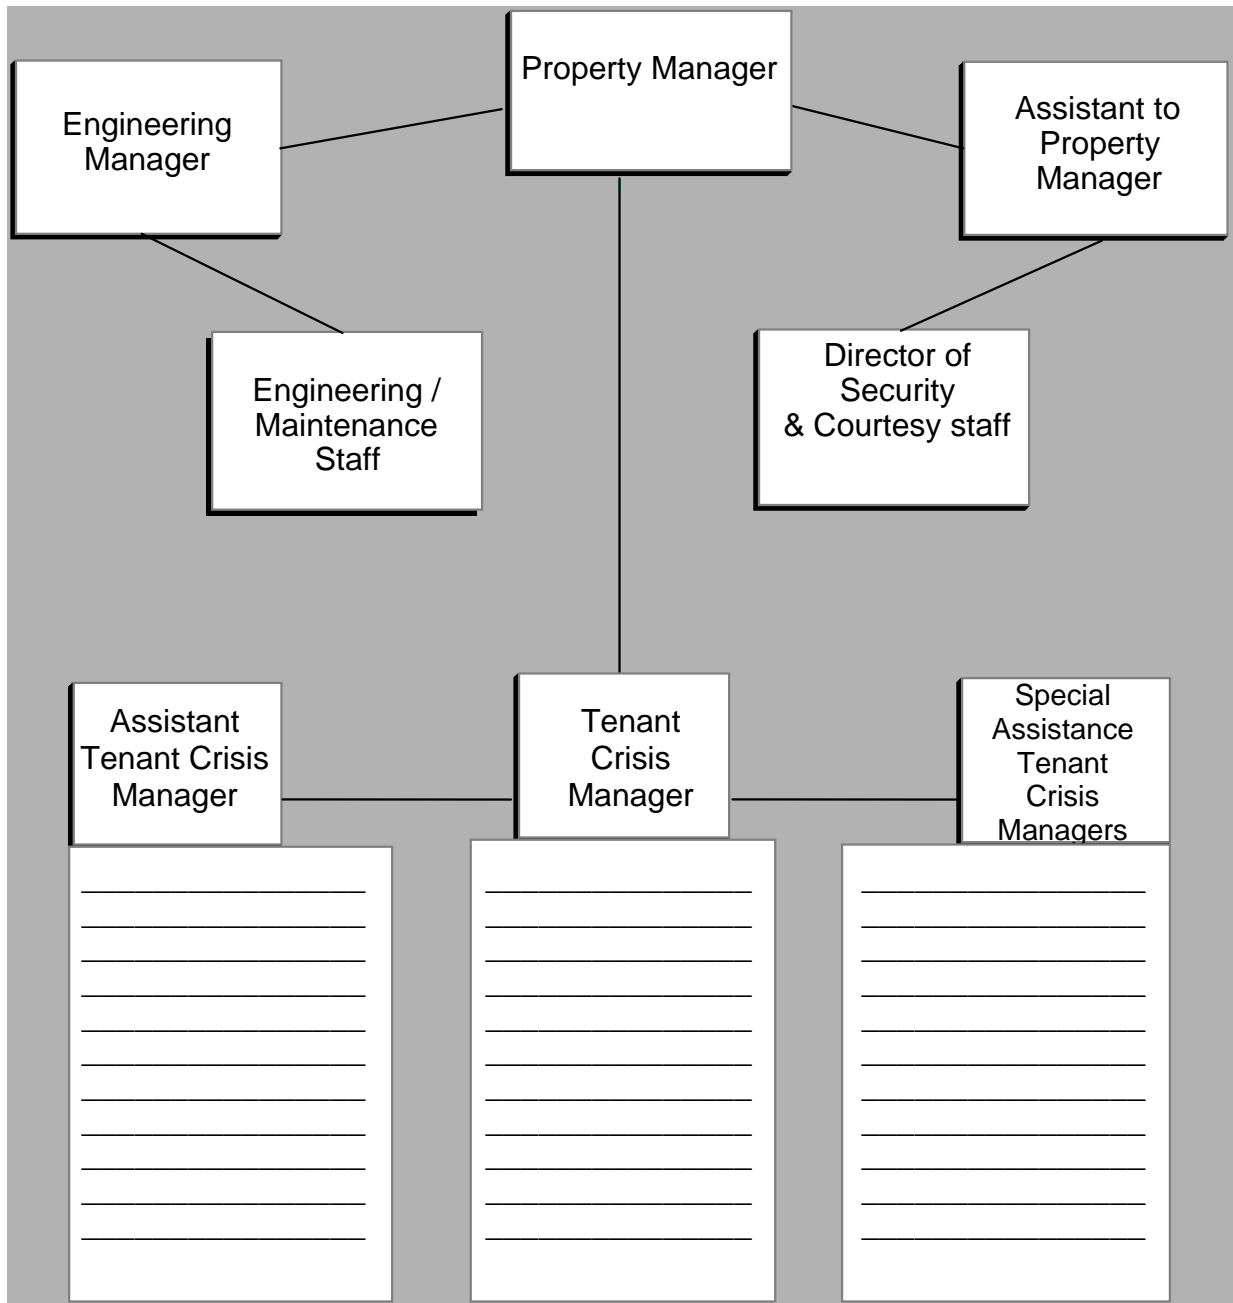 Property Manager
Engineering
Manager
Assistant to
Property
Manager
Engineering /
Maintenance
Staff
Director of
Security
& Courtesy staff
Assistant
Tenant Crisis
Manager
Tenant
Crisis
Manager
Special
Assistance
Tenant
Crisis
Managers